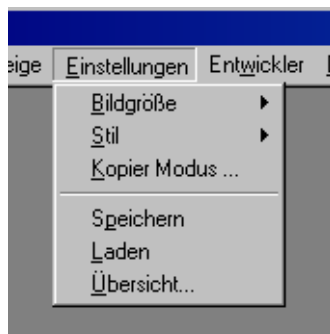 eige Einstellungen Entwickler
Bildgröße
Stil
Kopier Modus ...
Speichern
Laden
Übersicht...